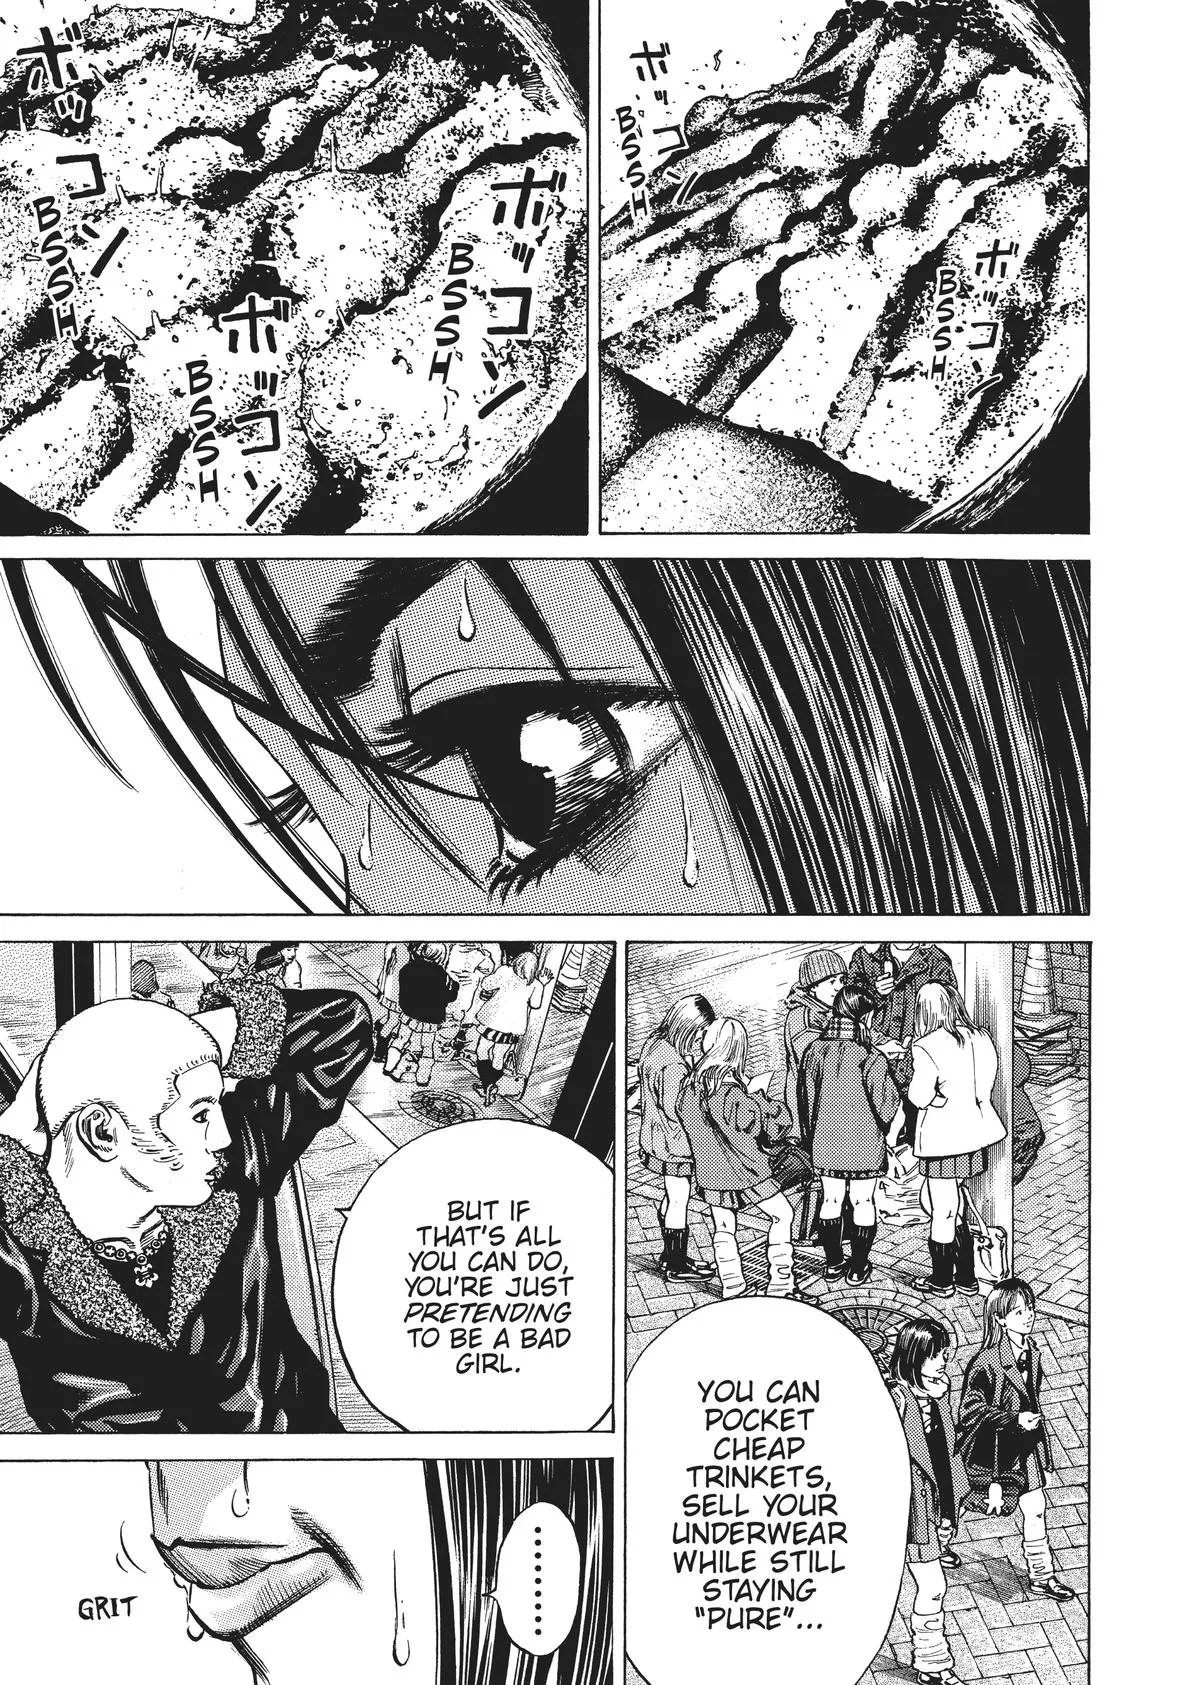 ボッコン
BSSH
ボッコン
BSSH
ボッコン
BSSH
ボッコン
BSSH
ボッコン
BSSH
YOU CAN
POCKET
CHEAP
TRINKETS,
SELL YOUR
UNDERWEAR
WHILE STILL
STAYING
"PURE"...
BUT IF
THAT'S ALL
YOU CAN DO,
YOU'RE JUST
PRETENDING
TO BE A BAD
GIRL.
........
GRIT